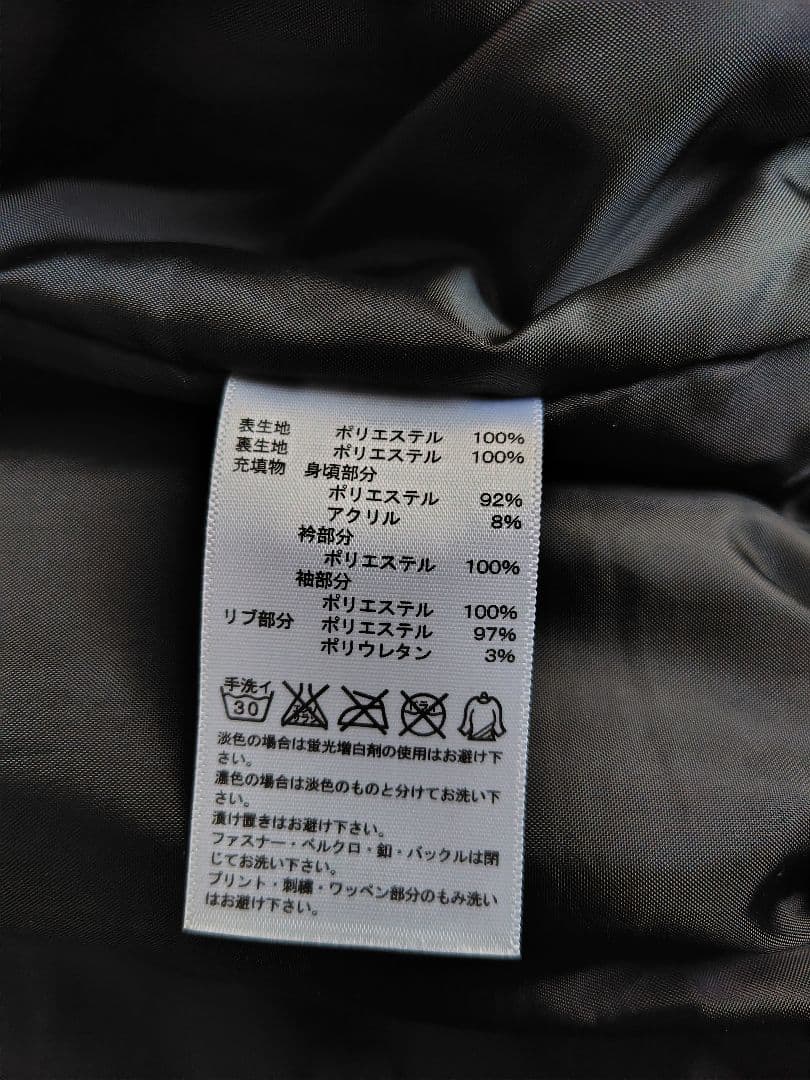 表生地 ポリエステル 100%
裏生地 ポリエステル 100%
充填物 身頃部分
ポリエステル 92%
アクリル 8%
衿部分
ポリエステル 100%
袖部分
ポリエステル 100%
リブ部分 ポリエステル 97%
ポリウレタン 3%
手洗イ
30 エンソ サラシ ドライ
淡色の場合は蛍光増白剤の使用はお避け下
さい。
濃色の場合は淡色のものと分けてお洗い下
さい。
漬け置きはお避け下さい。
ファスナー・ベルクロ・釦・バックルは閉
じてお洗い下さい。
プリント・刺繍・ワッペン部分のもみ洗い
はお避け下さい。